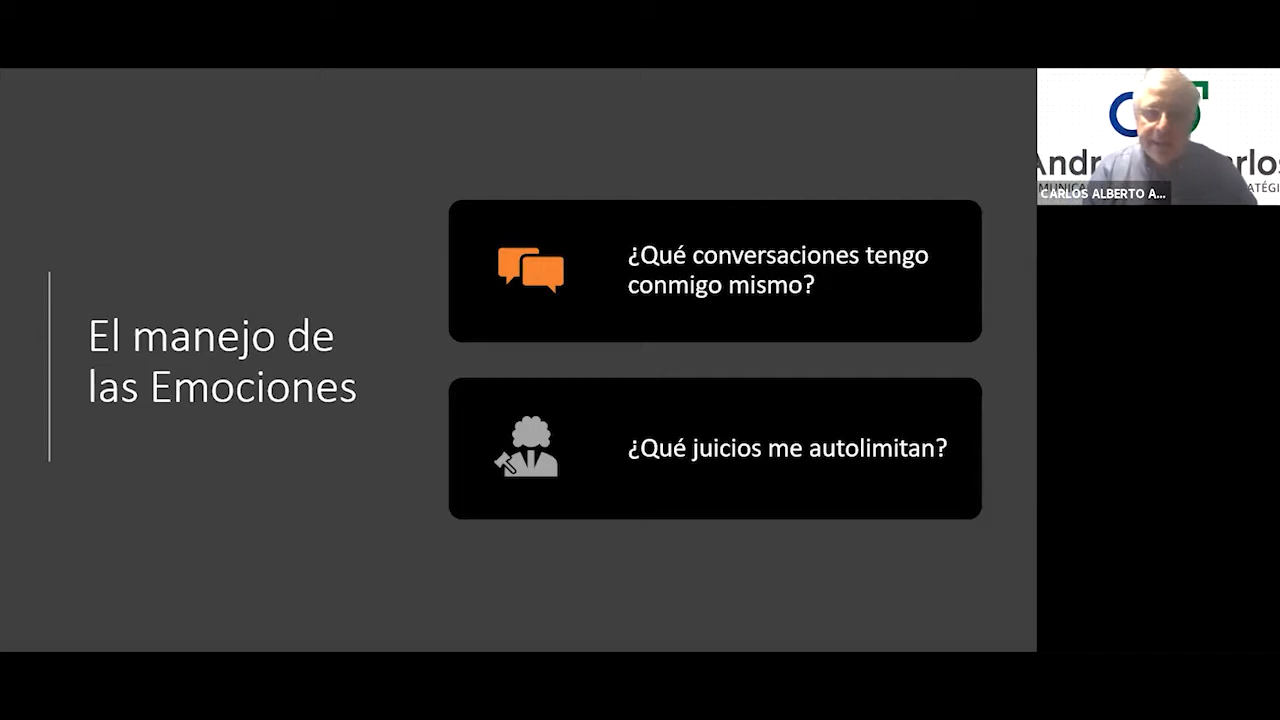 El manejo de
las Emociones
¿Qué conversaciones tengo
conmigo mismo?
¿Qué juicios me autolimitan?
CARLOS ALBERTO A...